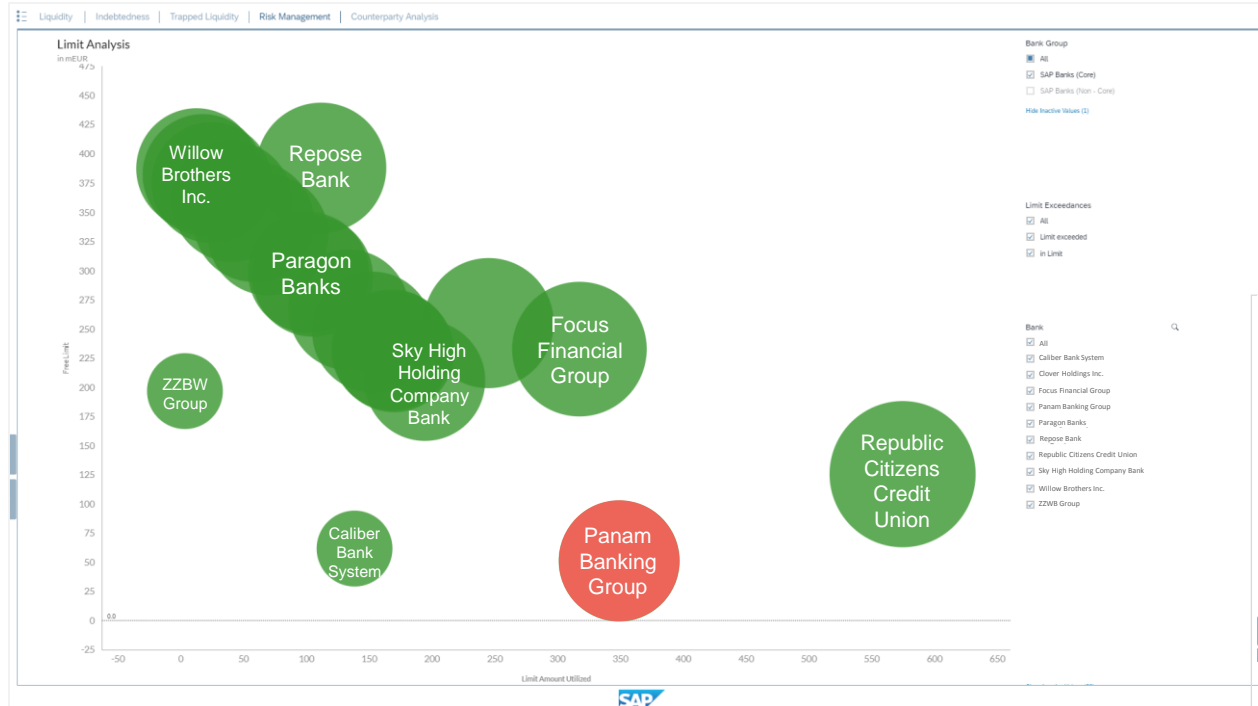 Liquidity | Indebtedness | Trapped Liquidity | Risk Management | Counterparty Analysis
Limit Analysis
in mEUR
475
450
425
400
375
350
325
300
275
250
225
200
175
150
125
100
75
50
25
0
-25
Free Limit
0.0
Willow
Brothers
Inc.
Repose
Bank
Paragon
Banks
Focus
Financial
Group
Sky High
Holding
Company
Bank
ZZBW
Group
Republic
Citizens
Credit
Union
Caliber
Bank
System
Panam
Banking
Group
-50 0 50 100 150 200 250 300 350 400 450 500 550 600 650
Limit Amount Utilized
SAP
Bank Group
All
SAP Banks (Core)
SAP Banks (Non - Core)
Hide Inactive Values (1)
Limit Exceedances
All
Limit exceeded
in Limit
Bank
All
Caliber Bank System
Clover Holdings Inc.
Focus Financial Group
Panam Banking Group
Paragon Banks
Repose Bank
Republic Citizens Credit Union
Sky High Holding Company Bank
Willow Brothers Inc.
ZZWB Group